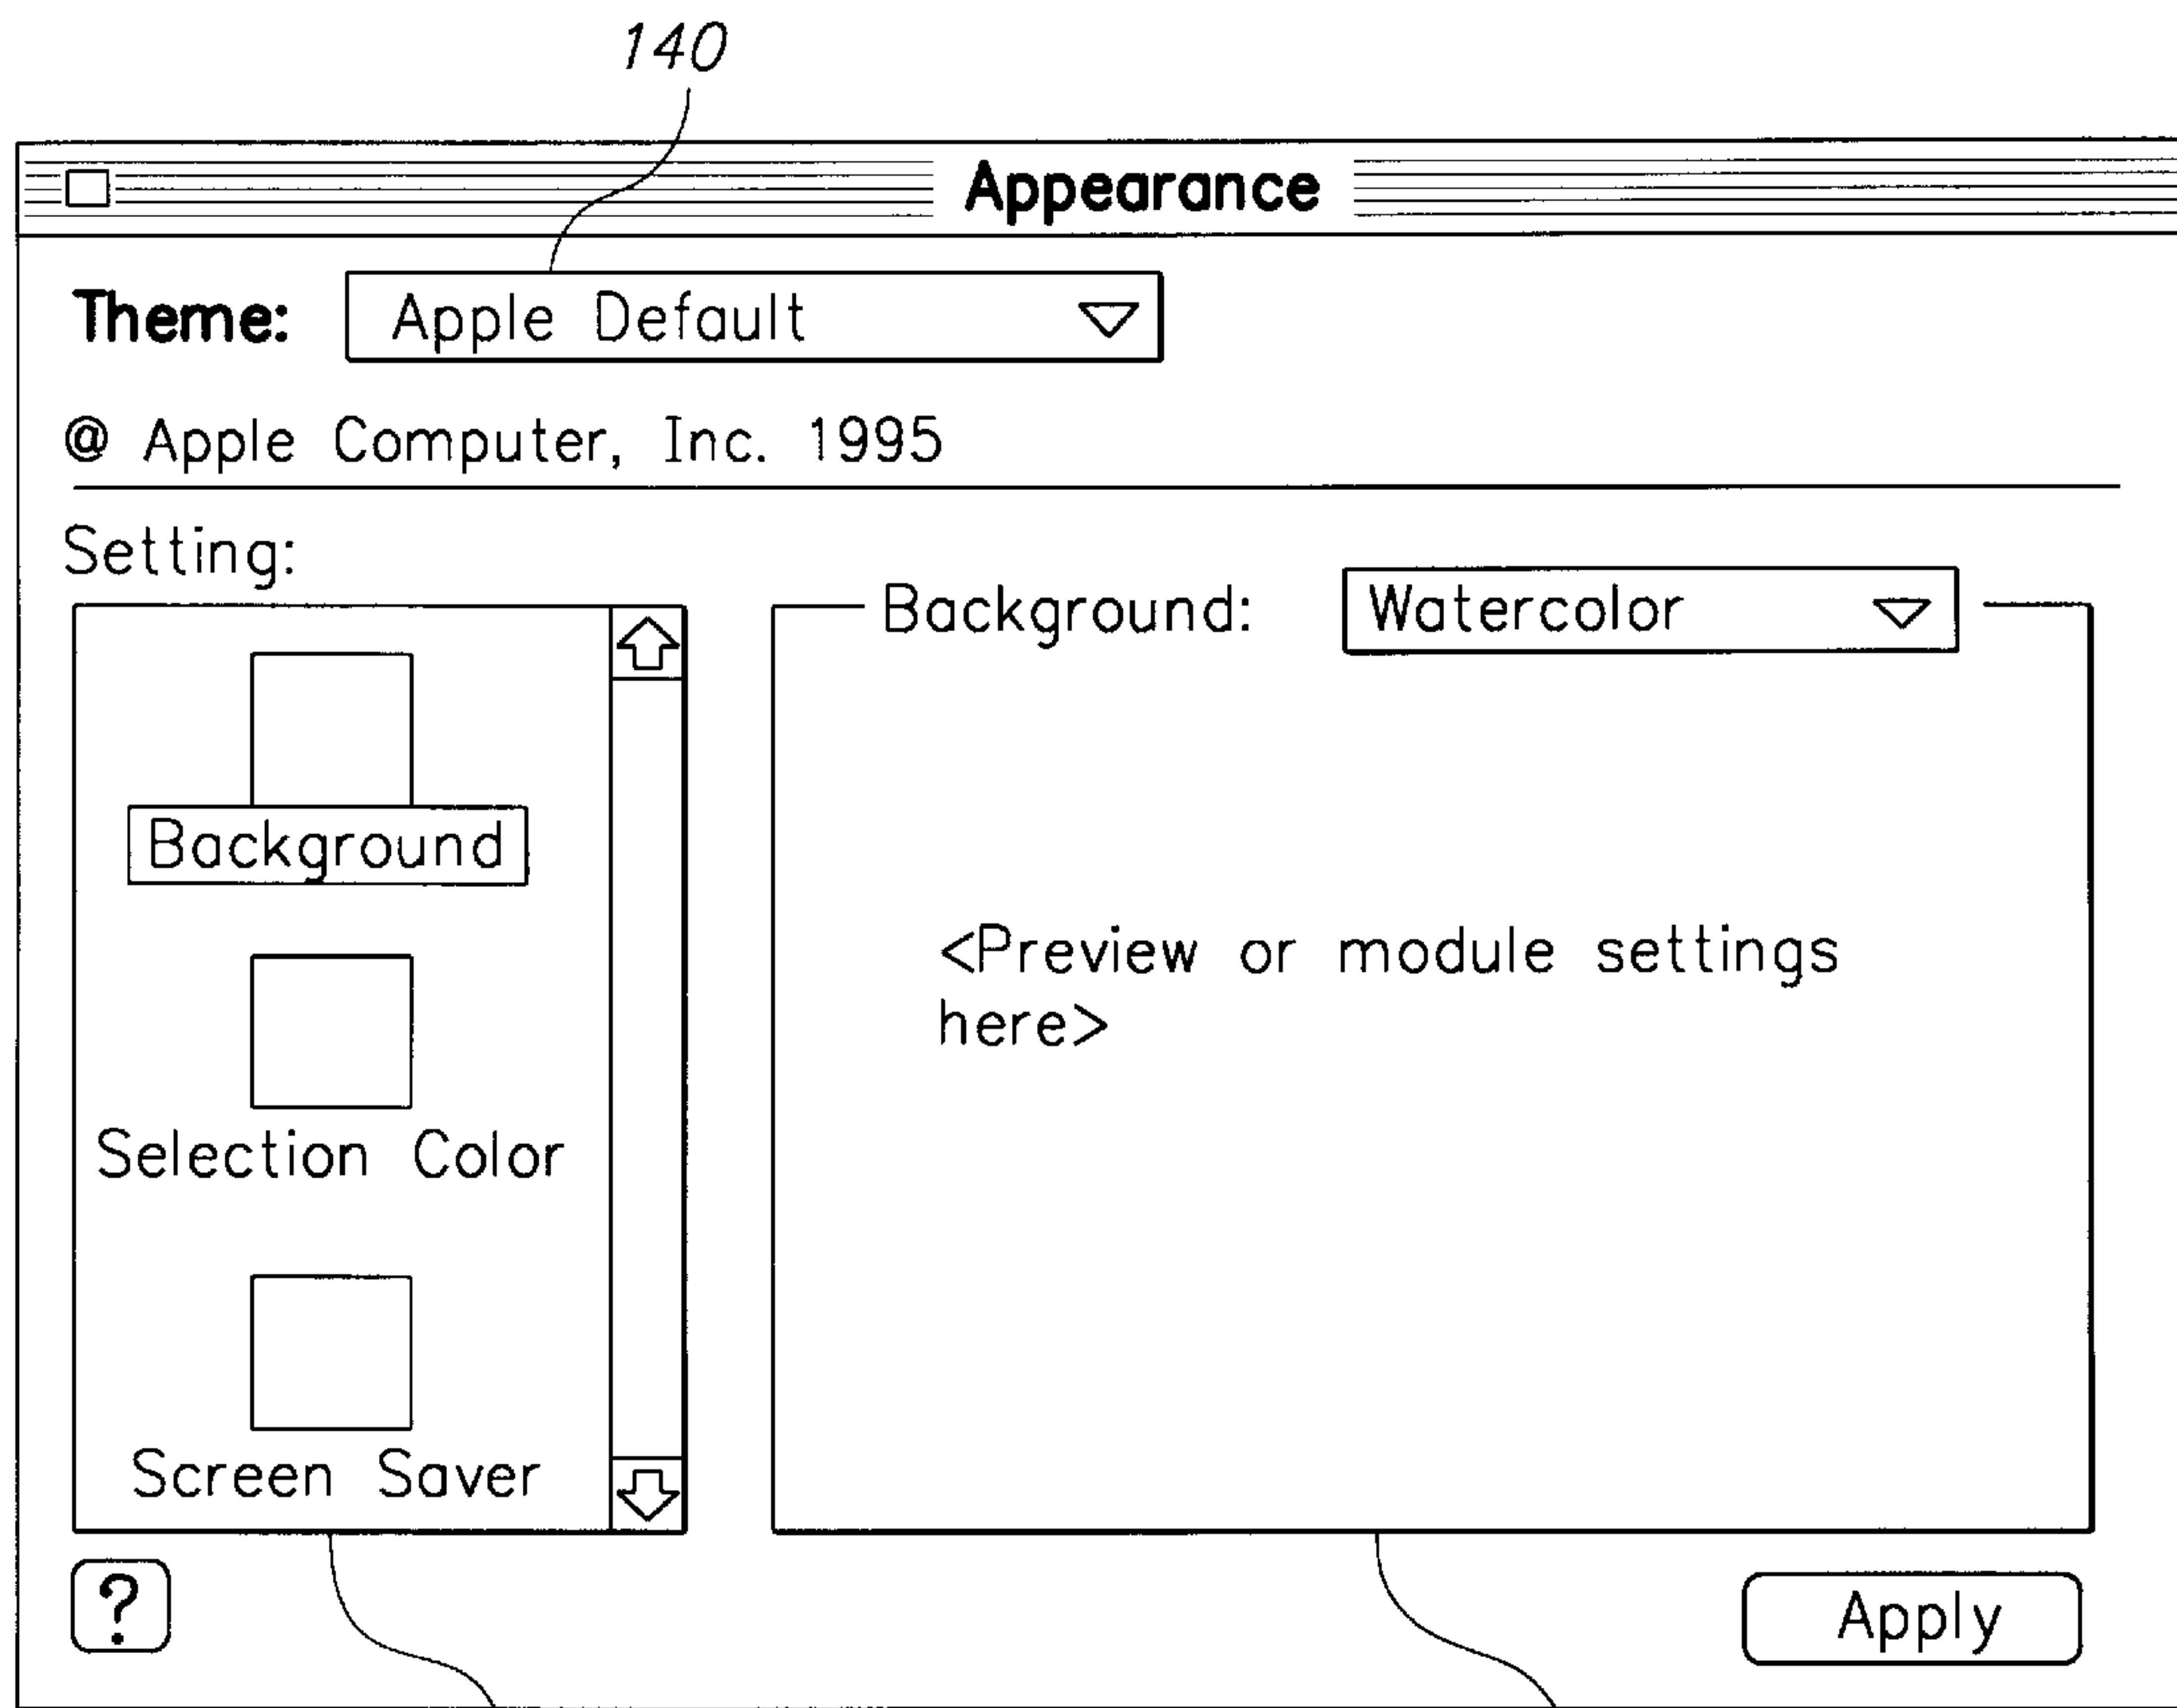 140
Appearance
Theme: Apple Default
@ Apple Computer, Inc. 1995
Setting:
Background: Watercolor
Background
<Preview or module settings
here>
Selection Color
Screen Saver
?
Apply